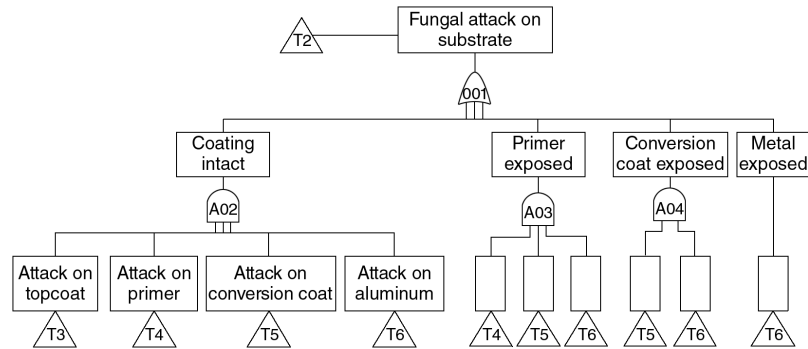 Fungal attack on
substrate
T2
001
Coating
intact
Primer
exposed
Conversion
coat exposed
Metal
exposed
A02
A03
A04
Attack on
topcoat
Attack on
primer
Attack on
conversion coat
Attack on
aluminum
T3
T4
T5
T6
T4
T5
T6
T5
T6
T6